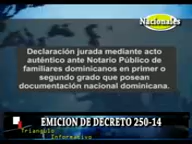 Nacionales
Declaración jurada mediante acto
auténtico ante Notario Público de
familiares dominicanos en primer o
segundo grado que posean
documentación nacional dominicana.
EMICION DE DECRETO 250-14
Triangulo
Informativo